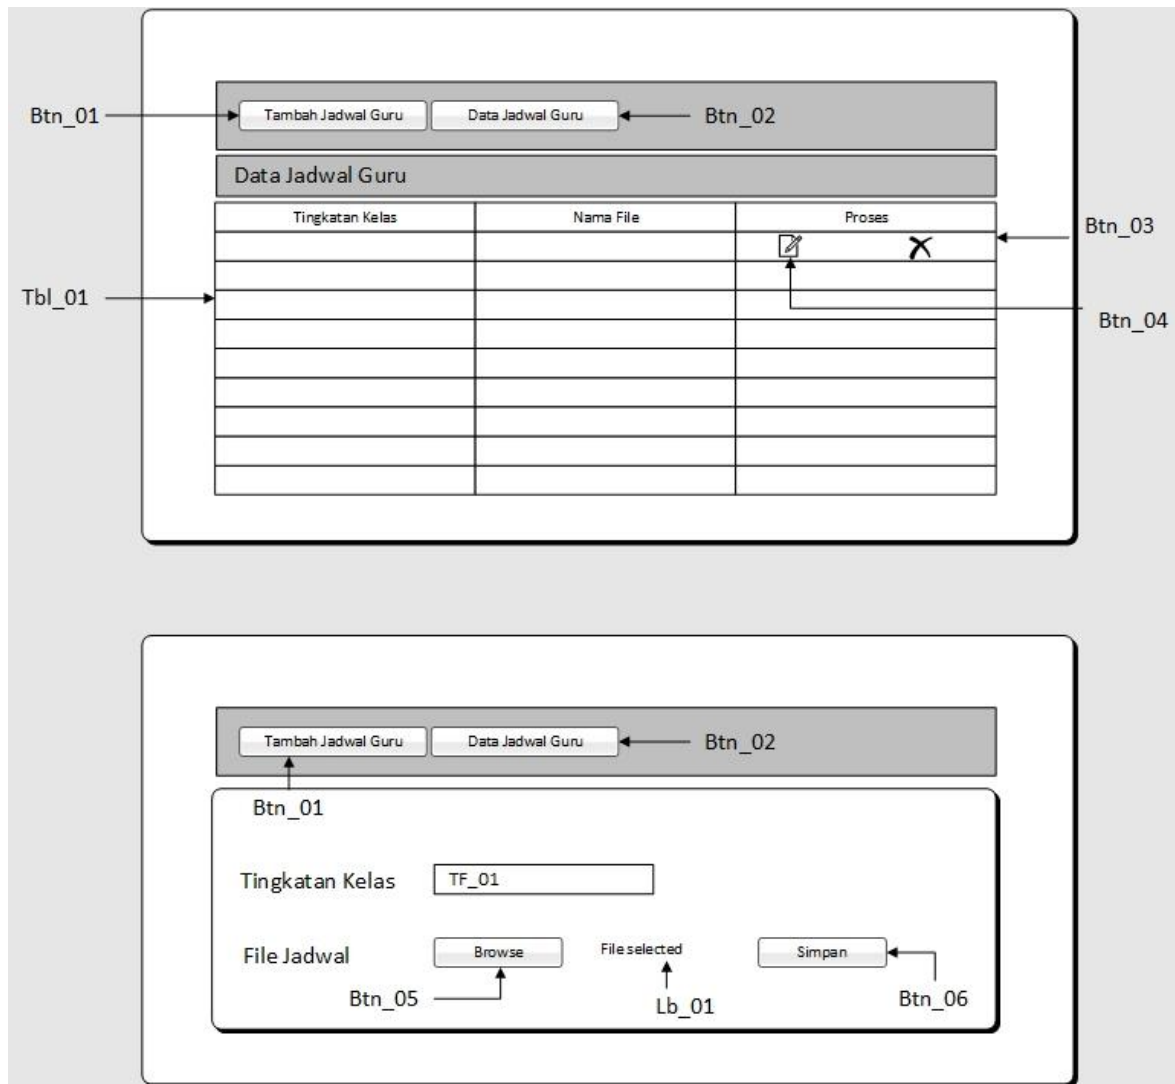 Btn_01
Tambah Jadwal Guru
Data Jadwal Guru
Btn_02
Data Jadwal Guru
Tingkatan Kelas
Nama File
Proses
Btn_03
Tbl_01
Btn_04
Tambah Jadwal Guru
Data Jadwal Guru
Btn_02
Btn_01
Tingkatan Kelas
TF_01
File Jadwal
Browse
File selected
Simpan
Btn_05
Lb_01
Btn_06